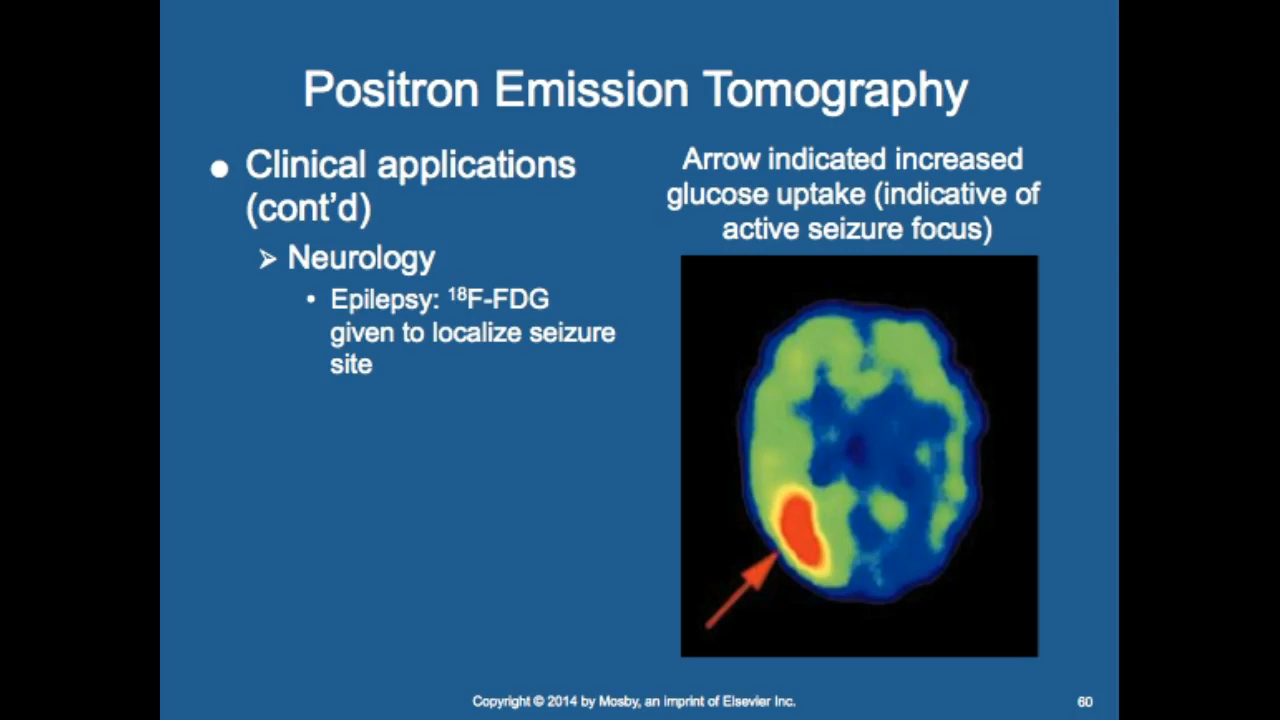 Positron Emission Tomography
● Clinical applications
(cont’d)
➢ Neurology
• Epilepsy: ¹⁸F-FDG
given to localize seizure
site
Arrow indicated increased
glucose uptake (indicative of
active seizure focus)
Copyright © 2014 by Mosby, an imprint of Elsevier Inc.
60